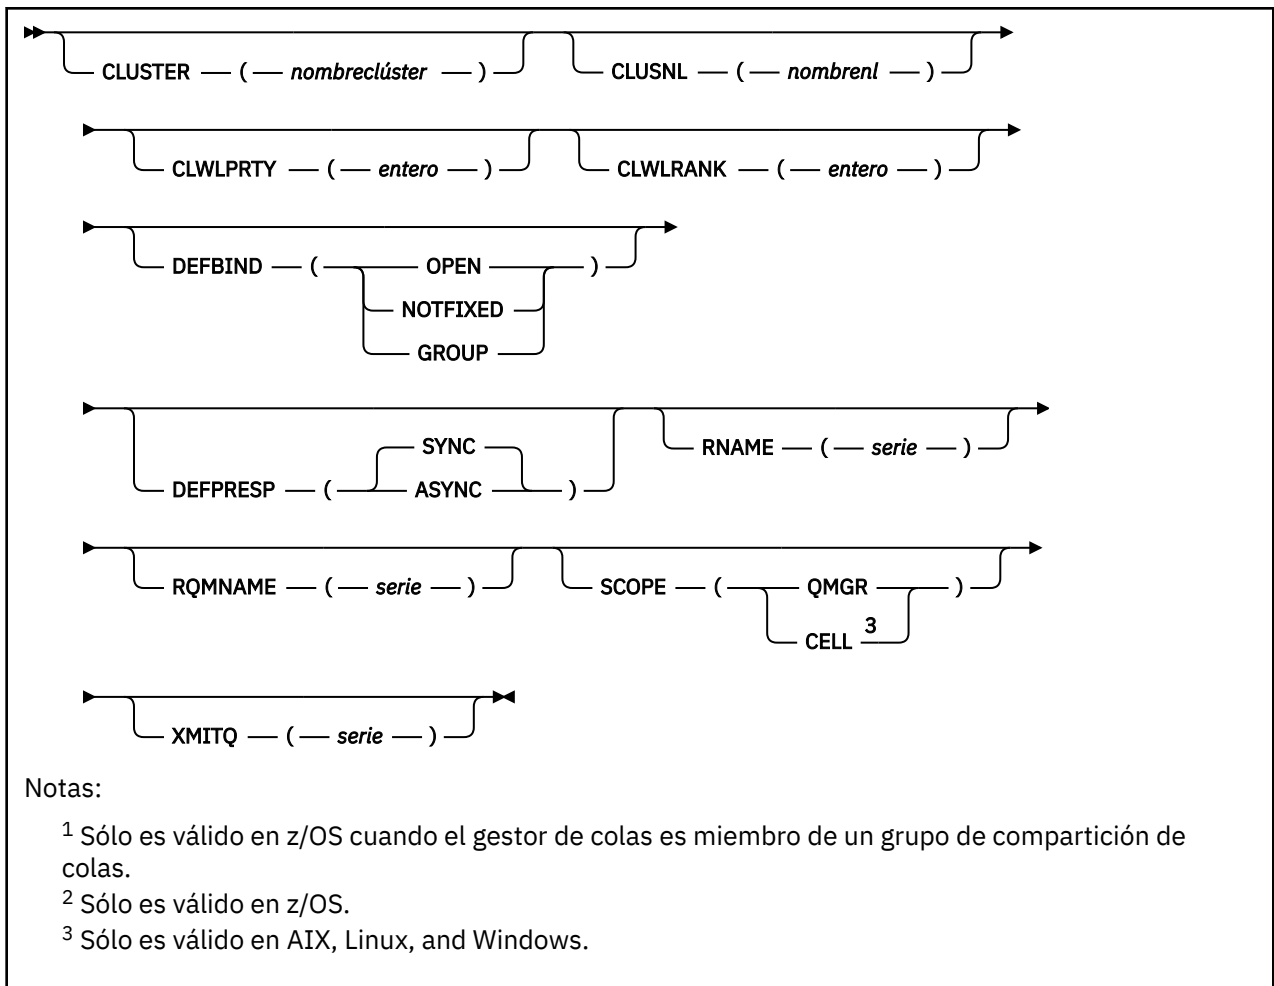 CLUSTER ( nombreclúster ) CLUSNL ( nombrenl )
CLWLPRTY ( entero ) CLWLRANK ( entero )
DEFBIND ( OPEN )
NOTFIXED
GROUP
SYNC
RNAME ( serie )
DEFPRESP ( ASYNC )
RQMNAME ( serie ) SCOPE ( QMGR )
CELL 3
XMITQ ( serie )
Notas:
1 Sólo es válido en z/OS cuando el gestor de colas es miembro de un grupo de compartición de
colas.
2 Sólo es válido en z/OS.
3 Sólo es válido en AIX, Linux, and Windows.